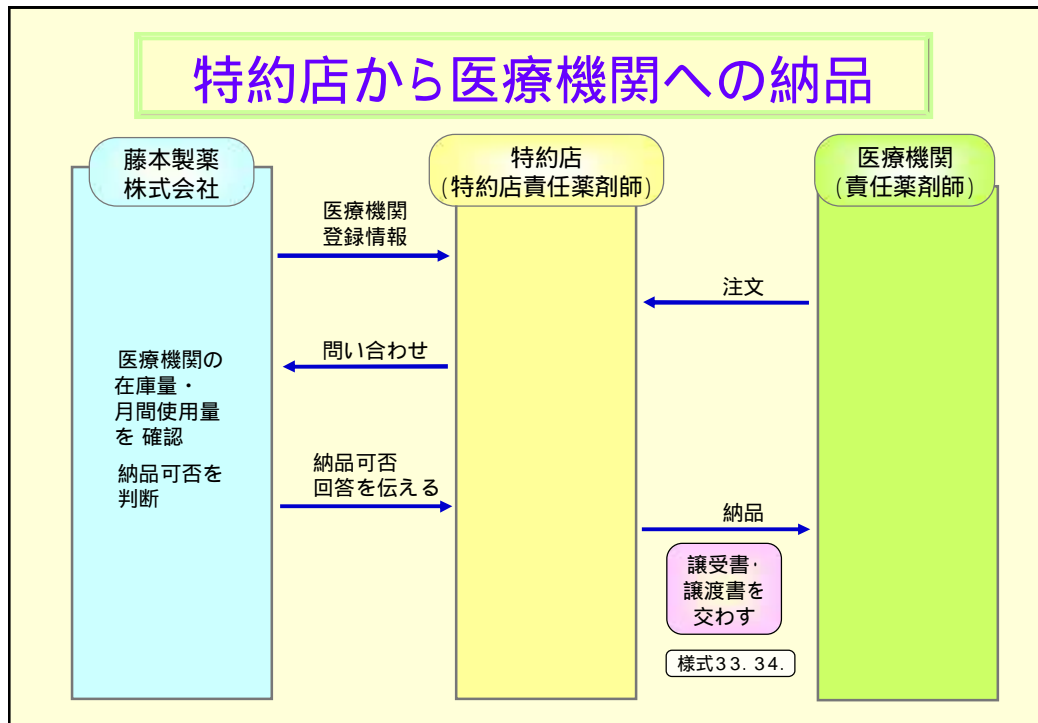 特約店から医療機関への納品
藤本製薬
株式会社
特約店
(特約店責任薬剤師)
医療機関
(責任薬剤師)
医療機関
登録情報
注文
問い合わせ
医療機関の
在庫量・
月間使用量
を 確認
納品可否を
判断
納品可否
回答を伝える
納品
譲受書・
譲渡書を
交わす
様式33. 34.